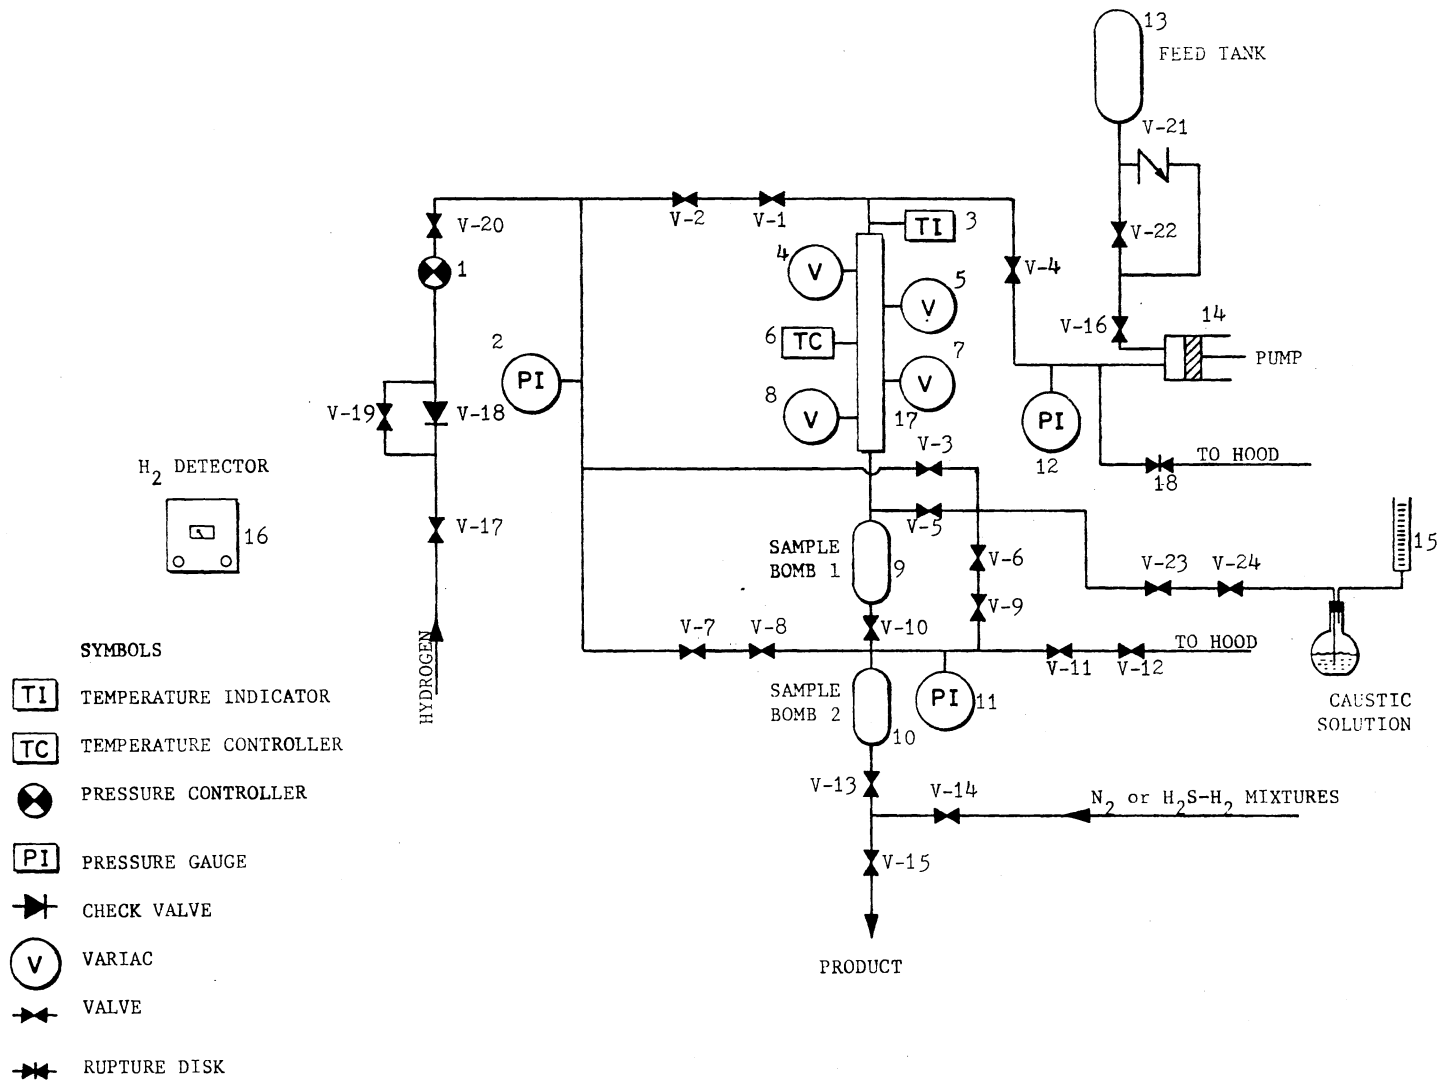 13
FEED TANK
V-21
V-20
V-2
V-1
TI
3
1
4
V
V-4
V-22
5
V
V-16
14
PUMP
2
PI
6
TC
7
V
8
V
17
PI
12
V-19
V-18
V-3
TO HOOD
18
H2 DETECTOR
16
V-17
V-5
15
SAMPLE
BOMB 1
9
V-6
V-23
V-24
V-9
V-7
V-8
V-10
TO HOOD
V-11
V-12
HYDROGEN
SAMPLE
BOMB 2
10
PI
11
CAUSTIC
SOLUTION
V-13
V-14
N2 or H2S-H2 MIXTURES
V-15
PRODUCT
SYMBOLS
TI TEMPERATURE INDICATOR
TC TEMPERATURE CONTROLLER
PRESSURE CONTROLLER
PI PRESSURE GAUGE
CHECK VALVE
V VARIAC
VALVE
RUPTURE DISK